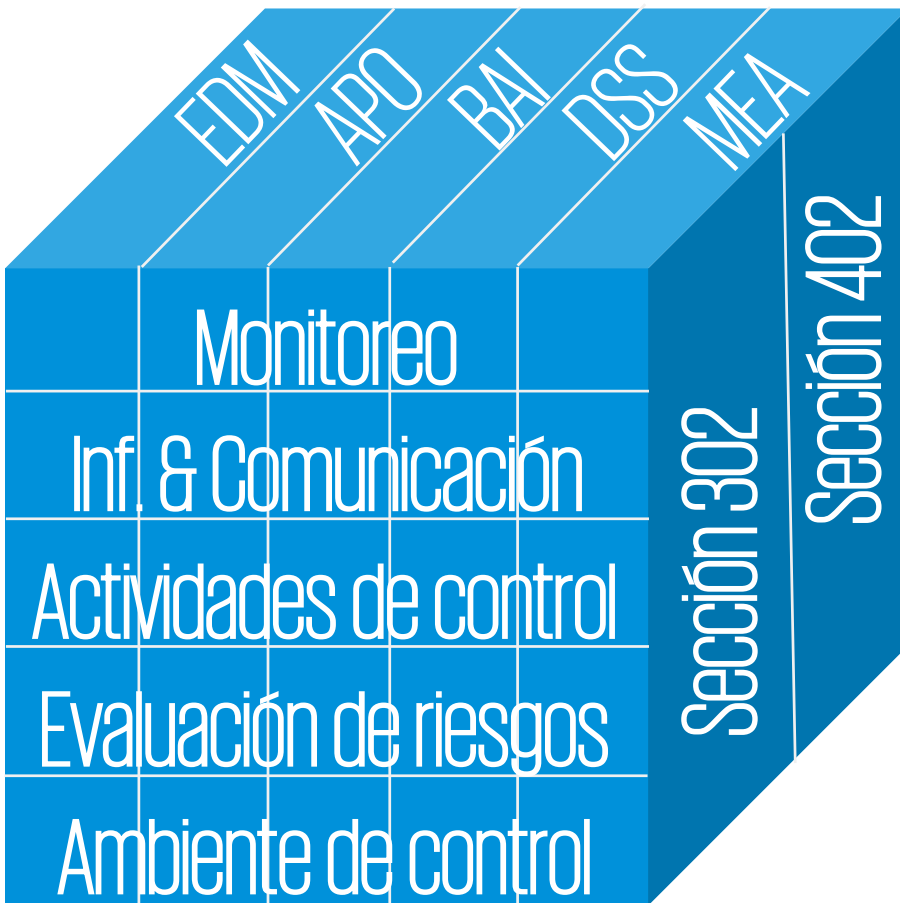 EDM
APO
BAI
DSS
MEA
Monitoreo
Inf. & Comunicación
Actividades de control
Evaluación de riesgos
Ambiente de control
Sección 302
Sección 402